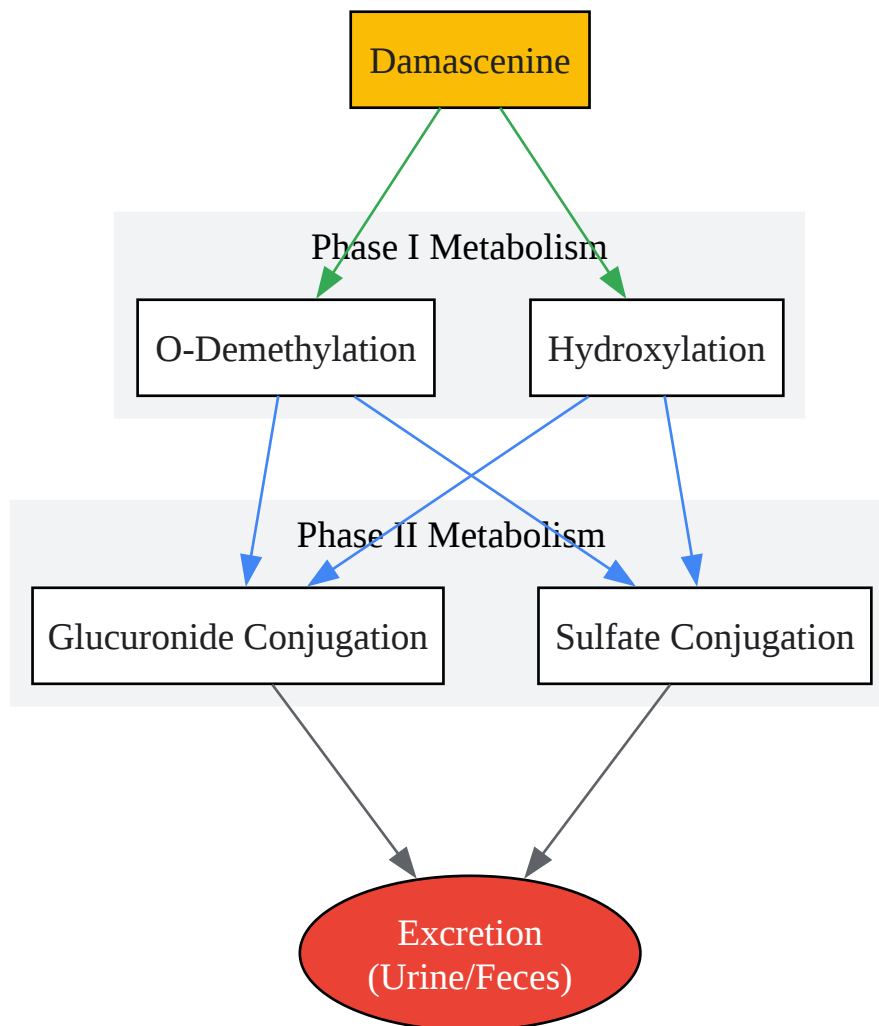 Damascenine
Phase I Metabolism
O-Demethylation
Hydroxylation
Phase II Metabolism
Glucuronide Conjugation
Sulfate Conjugation
Excretion
(Urine/Feces)